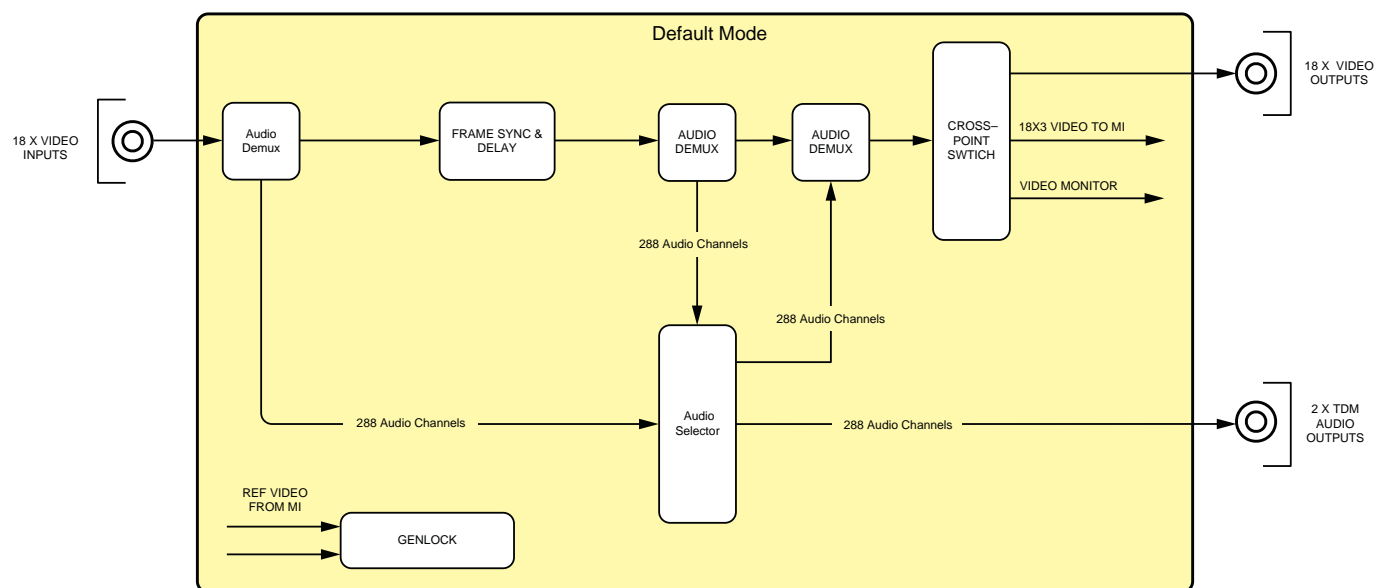 Default Mode
18 X VIDEO
INPUTS
Audio
Demux
FRAME SYNC &
DELAY
AUDIO
DEMUX
AUDIO
DEMUX
CROSS–
POINT
SWTICH
18 X VIDEO
OUTPUTS
18X3 VIDEO TO MI
VIDEO MONITOR
288 Audio Channels
288 Audio Channels
288 Audio Channels
Audio
Selector
288 Audio Channels
2 X TDM
AUDIO
OUTPUTS
REF VIDEO
FROM MI
GENLOCK